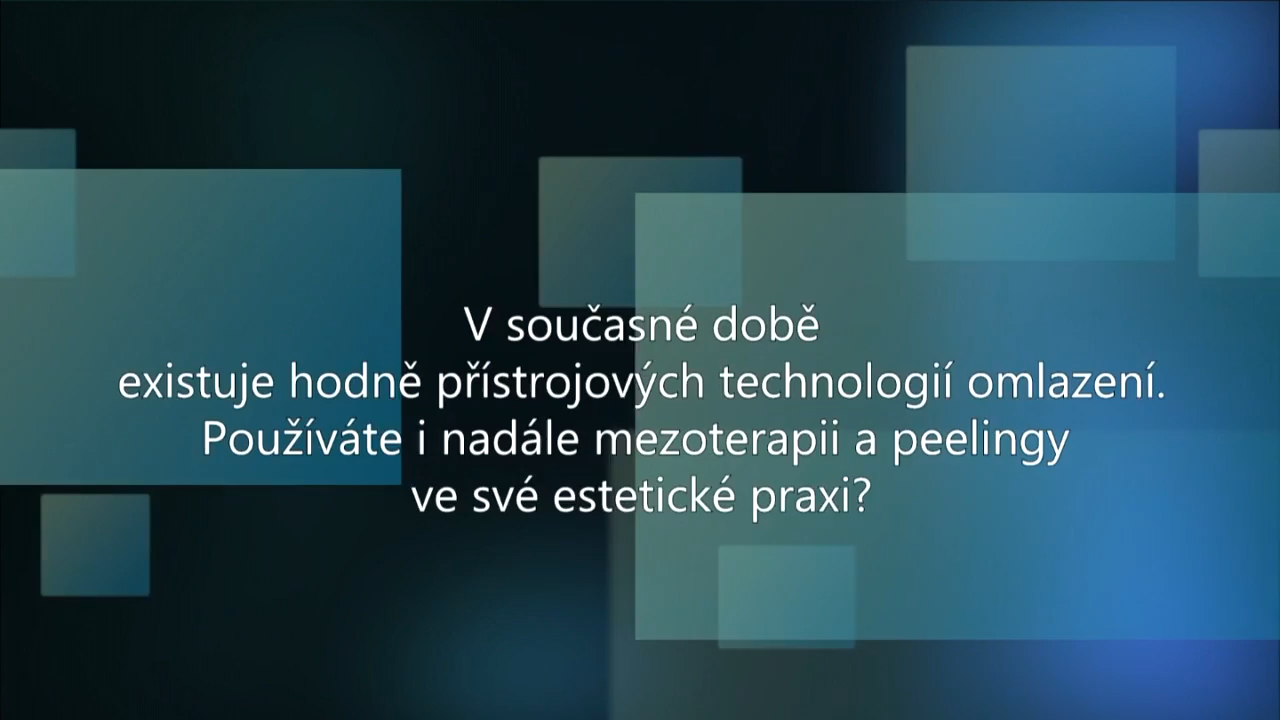 V současné době
existuje hodně přístrojových technologií omlazení.
Používáte i nadále mezoterapii a peelingy
ve své estetické praxi?